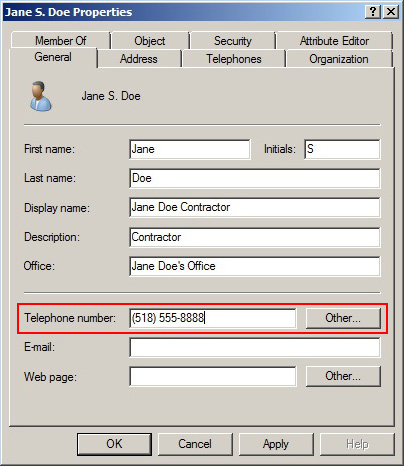 Jane S. Doe Properties
Member Of Object Security Attribute Editor
General Address Telephones Organization
Jane S. Doe
First name: Jane Initials: S
Last name: Doe
Display name: Jane Doe Contractor
Description: Contractor
Office: Jane Doe's Office
Telephone number: (518) 555-8888 Other...
E-mail:
Web page: Other...
OK Cancel Apply Help